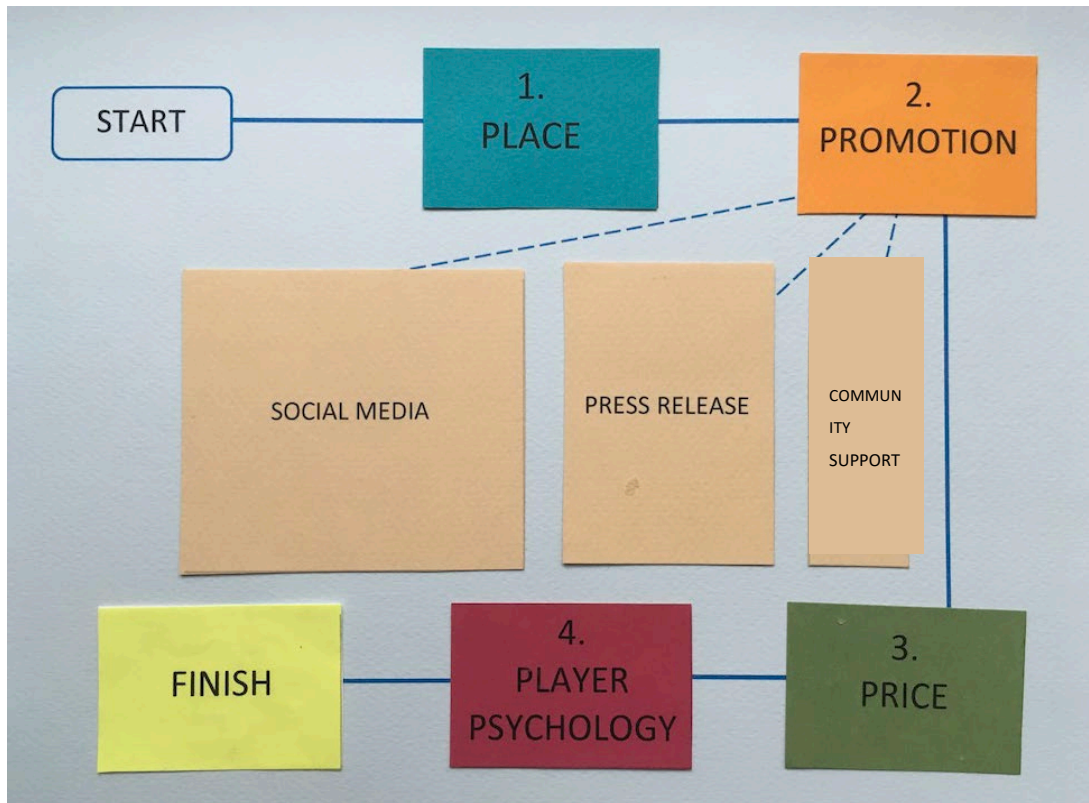 START
1.
PLACE
2.
PROMOTION
SOCIAL MEDIA
PRESS RELEASE
COMMUN
ITY
SUPPORT
FINISH
4.
PLAYER
PSYCHOLOGY
3.
PRICE